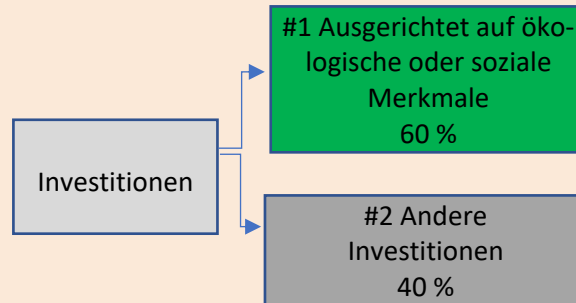 #1 Ausgerichtet auf öko-
logische oder soziale
Merkmale
60 %
Investitionen
#2 Andere
Investitionen
40 %